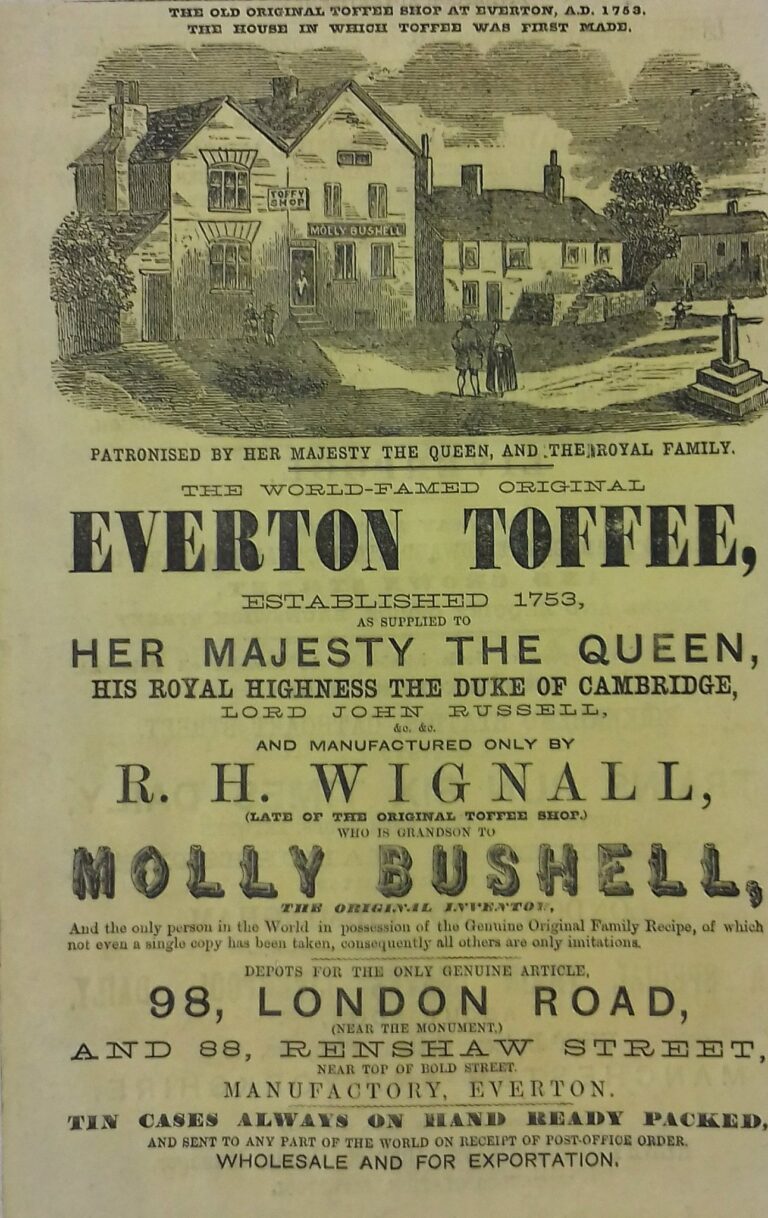 THE OLD ORIGINAL TOFFEE SHOP AT EVERTON, A.D. 1753.
THE HOUSE IN WHICH TOFFEE WAS FIRST MADE.
TOFFY
SHOP
MOLLY BUSHELL
PATRONISED BY HER MAJESTY THE QUEEN, AND THE ROYAL FAMILY.
THE WORLD-FAMED ORIGINAL
EVERTON TOFFEE,
ESTABLISHED 1753,
AS SUPPLIED TO
HER MAJESTY THE QUEEN,
HIS ROYAL HIGHNESS THE DUKE OF CAMBRIDGE,
LORD JOHN RUSSELL,
&c. &c.
AND MANUFACTURED ONLY BY
R. H. WIGNALL,
(LATE OF THE ORIGINAL TOFFEE SHOP.)
WHO IS GRANDSON TO
MOLLY BUSHELL,
THE ORIGINAL INVENTOR,
And the only person in the World in possession of the Genuine Original Family Recipe, of which
not even a single copy has been taken, consequently all others are only imitations.
DEPOTS FOR THE ONLY GENUINE ARTICLE,
98, LONDON ROAD,
(NEAR THE MONUMENT.)
AND 88, RENSHAW STREET,
NEAR TOP OF BOLD STREET.
MANUFACTORY, EVERTON.
TIN CASES ALWAYS ON HAND READY PACKED,
AND SENT TO ANY PART OF THE WORLD ON RECEIPT OF POST-OFFICE ORDER.
WHOLESALE AND FOR EXPORTATION.